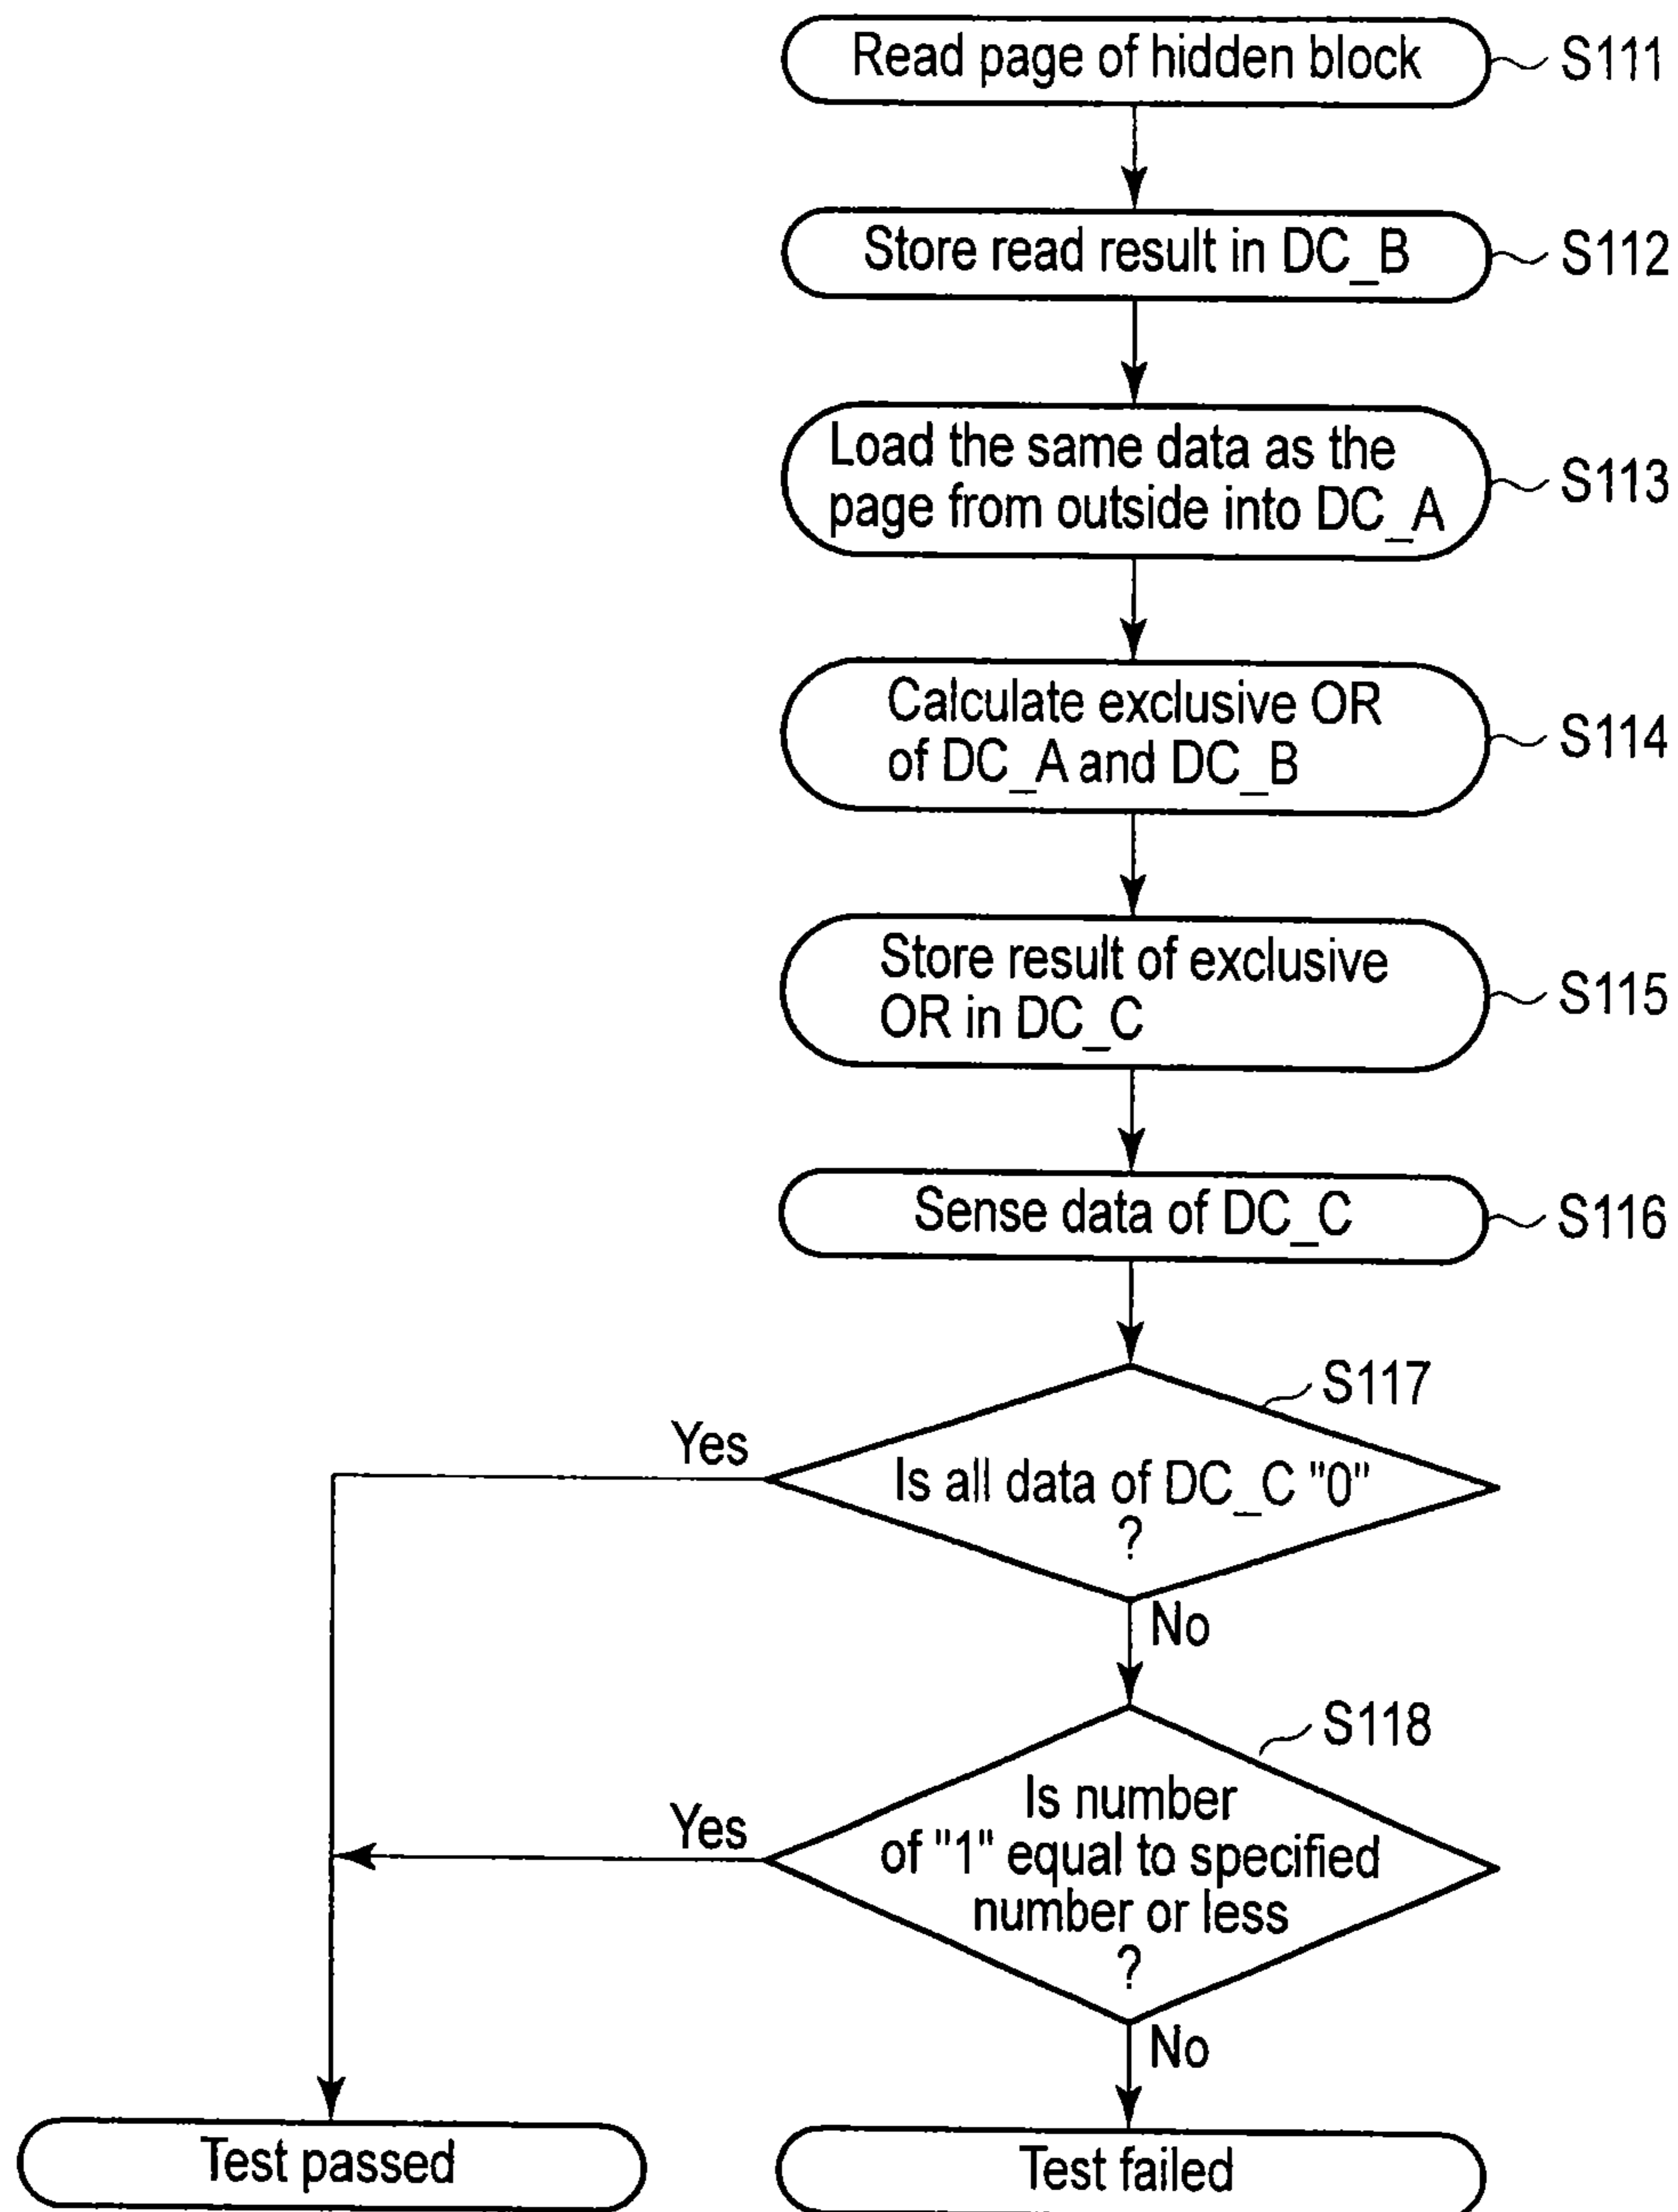 Read page of hidden block
S111
Store read result in DC_B
S112
Load the same data as the
page from outside into DC_A
S113
Calculate exclusive OR
of DC_A and DC_B
S114
Store result of exclusive
OR in DC_C
S115
Sense data of DC_C
S116
S117
Yes
Is all data of DC_C "0"
?
No
S118
Yes
Is number
of "1" equal to specified
number or less
?
No
Test passed
Test failed